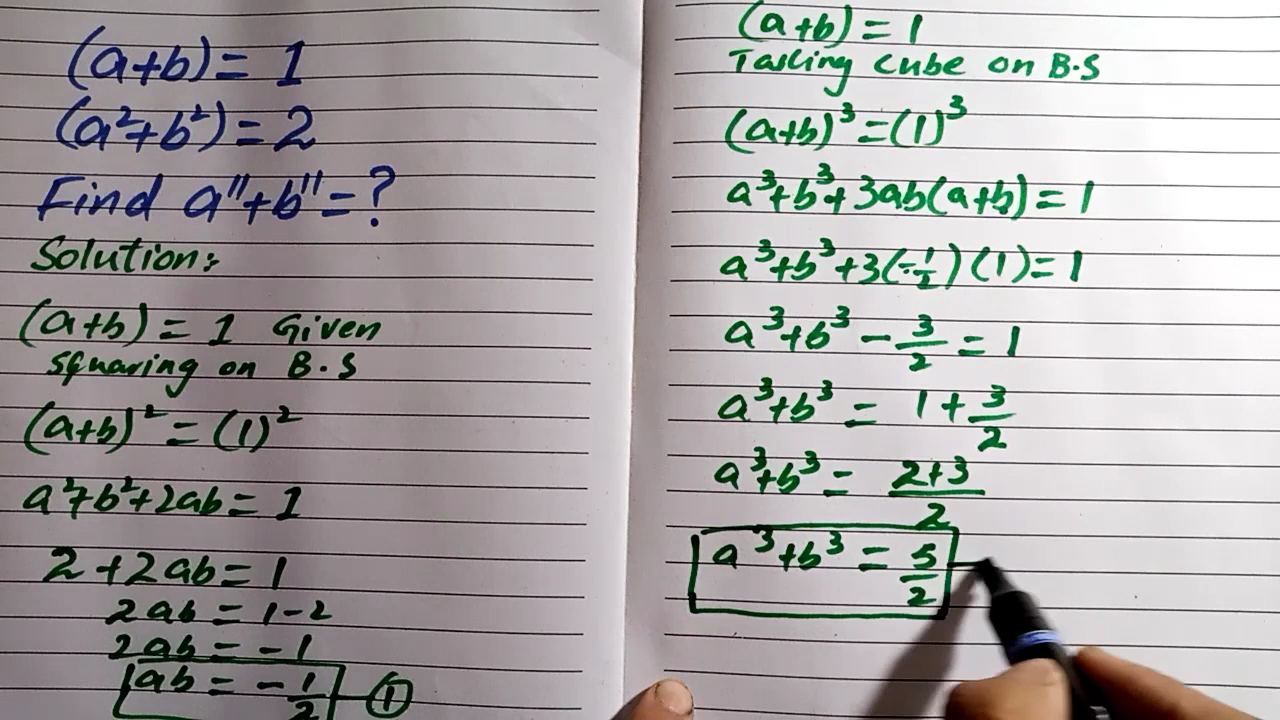 (a+b) = 1
(a²+b²) = 2
Find a¹¹+b¹¹ = ?
Solution:
(a+b) = 1 Given
squaring on B.S
(a+b)² = (1)²
a²+b²+2ab = 1
2+2ab = 1
2ab = 1-2
2ab = -1
ab = -1/2 — ①
(a+b) = 1
Taking cube on B.S
(a+b)³ = (1)³
a³+b³+3ab(a+b) = 1
a³+b³+3(-1/2)(1) = 1
a³+b³ - 3/2 = 1
a³+b³ = 1+3/2
a³+b³ = 2+3/2
a³+b³ = 5/2